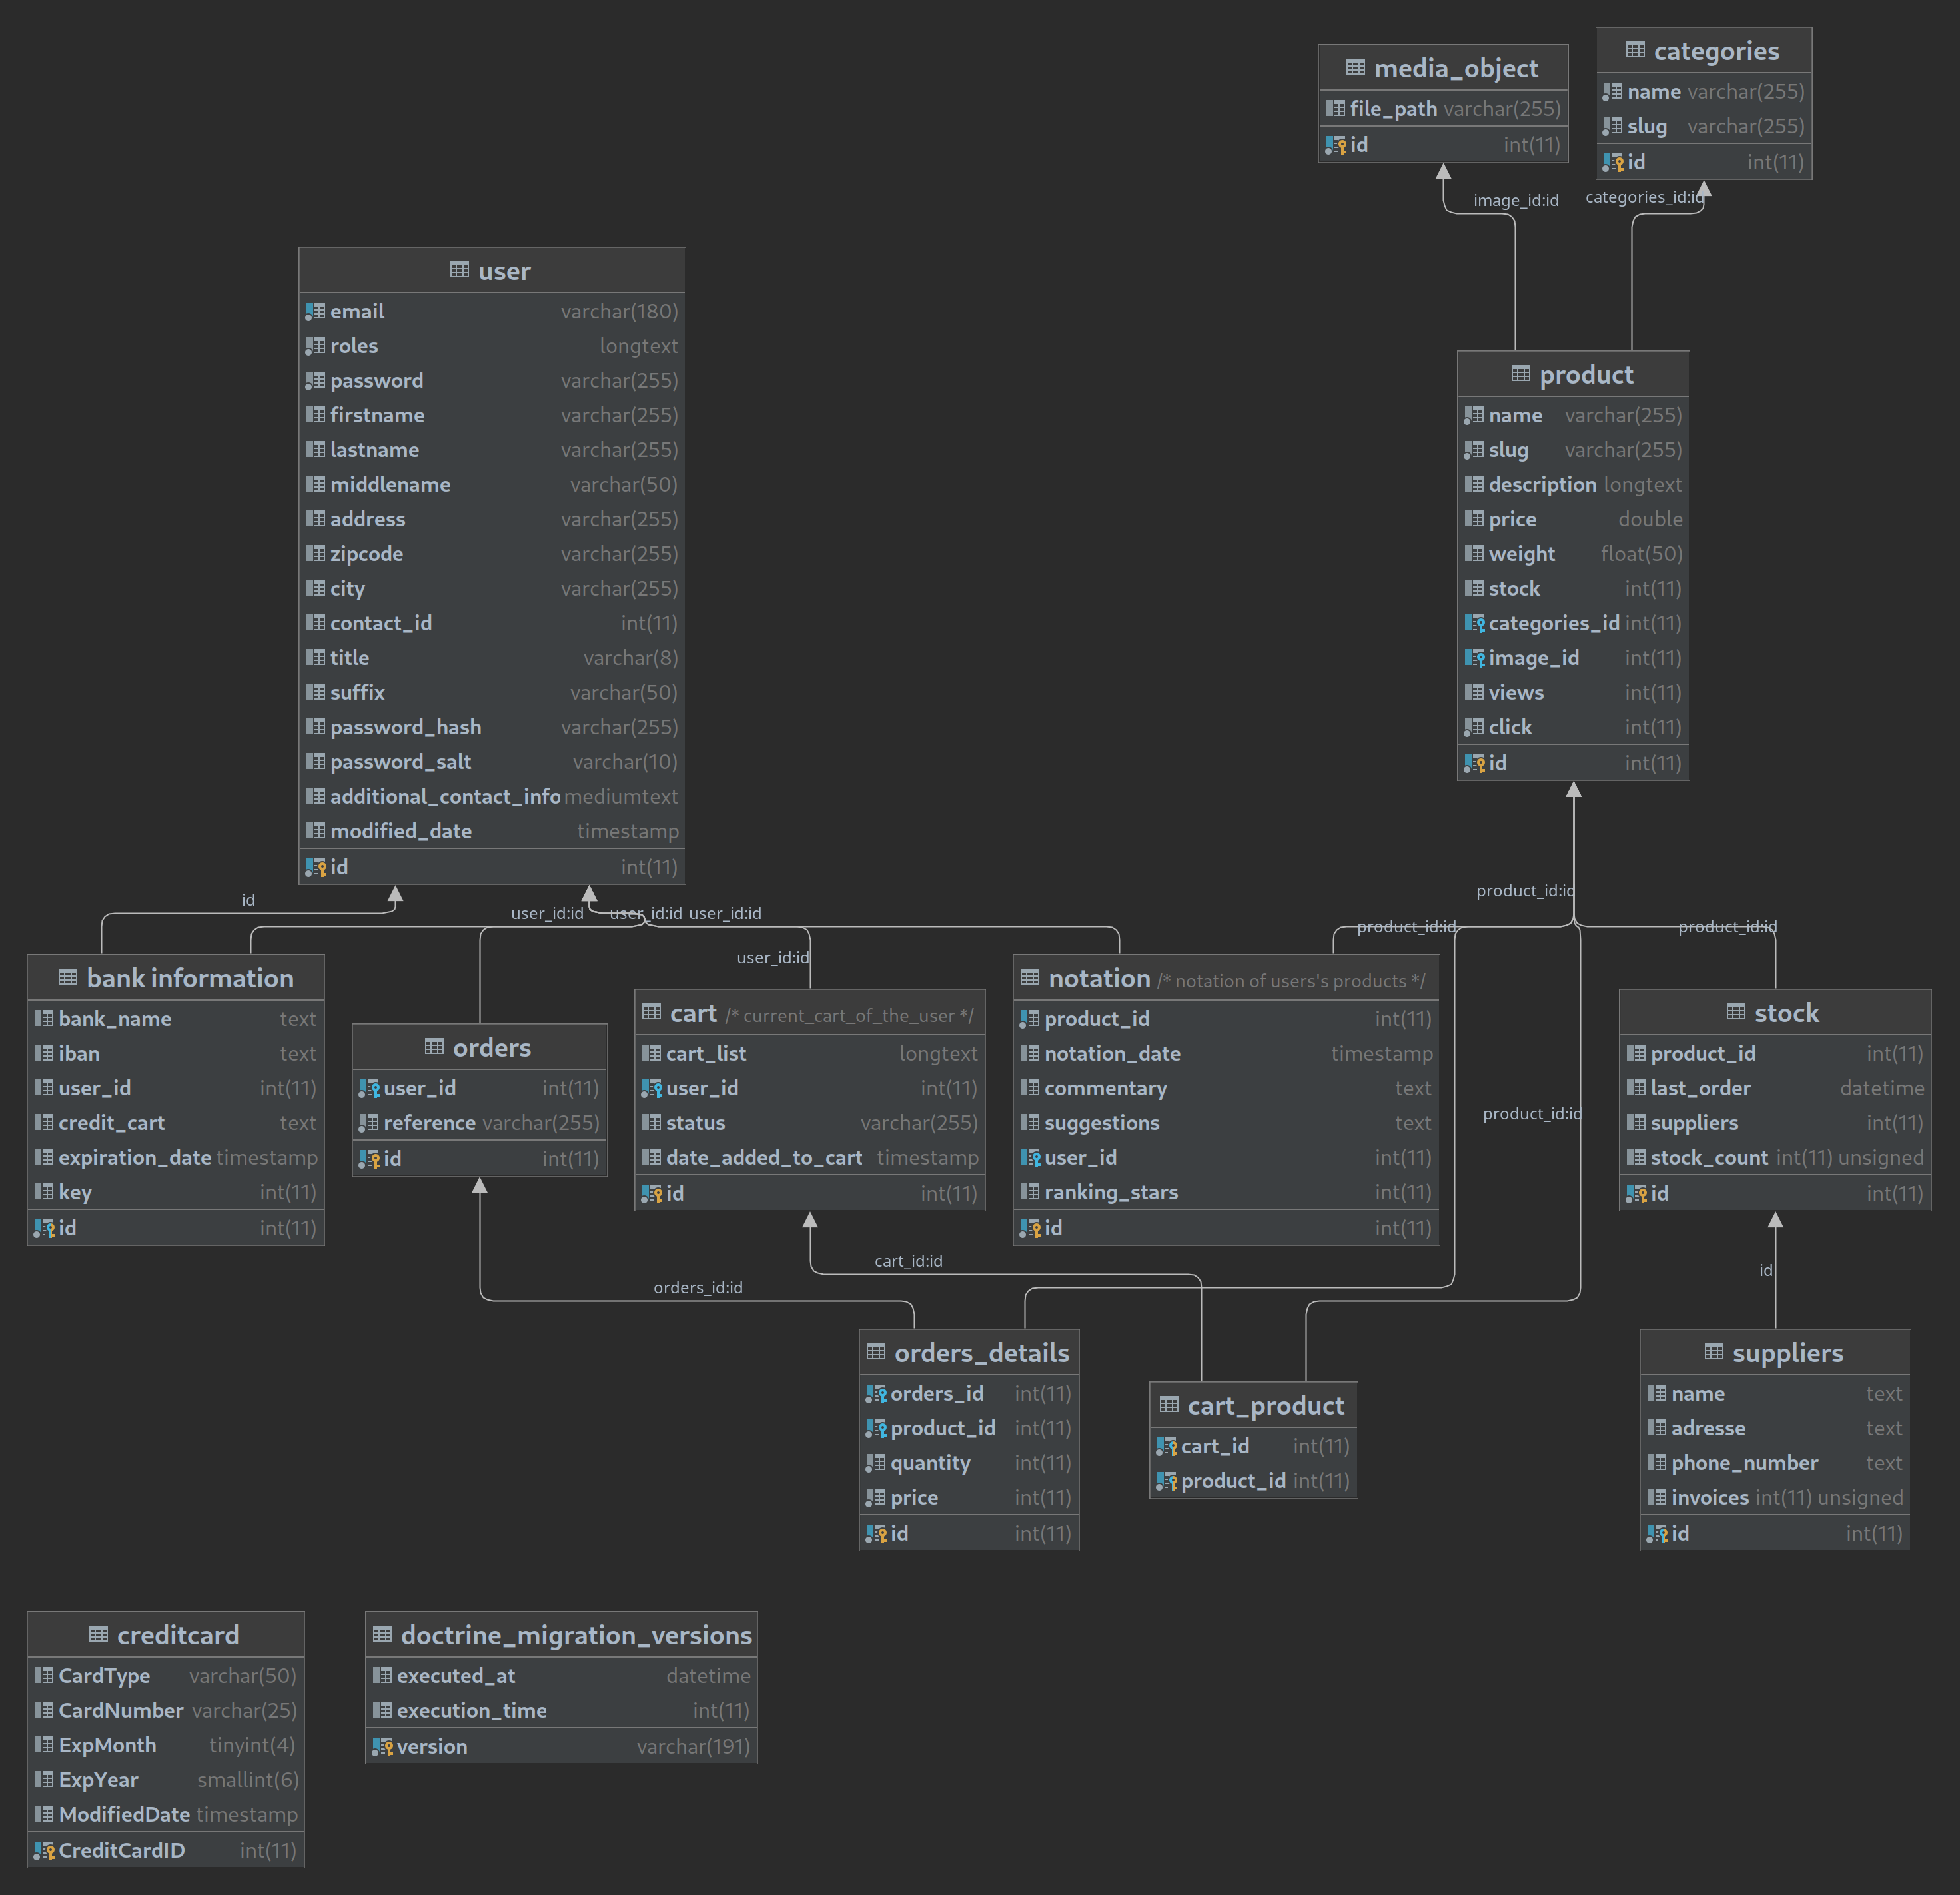 media_object
file_path varchar(255)
id int(11)
categories
name varchar(255)
slug varchar(255)
id int(11)
image_id:id
categories_id:id
user
email varchar(180)
roles longtext
password varchar(255)
firstname varchar(255)
lastname varchar(255)
middlename varchar(50)
address varchar(255)
zipcode varchar(255)
city varchar(255)
contact_id int(11)
title varchar(8)
suffix varchar(50)
password_hash varchar(255)
password_salt varchar(10)
additional_contact_info mediumtext
modified_date timestamp
id int(11)
product
name varchar(255)
slug varchar(255)
description longtext
price double
weight float(50)
stock int(11)
categories_id int(11)
image_id int(11)
views int(11)
click int(11)
id int(11)
id
user_id:id
user_id:id
user_id:id
user_id:id
product_id:id
product_id:id
product_id:id
product_id:id
bank information
bank_name text
iban text
user_id int(11)
credit_cart text
expiration_date timestamp
key int(11)
id int(11)
orders
user_id int(11)
reference varchar(255)
id int(11)
cart /* current_cart_of_the_user */
cart_list longtext
user_id int(11)
status varchar(255)
date_added_to_cart timestamp
id int(11)
notation /* notation of users's products */
product_id int(11)
notation_date timestamp
commentary text
suggestions text
user_id int(11)
ranking_stars int(11)
id int(11)
stock
product_id int(11)
last_order datetime
suppliers int(11)
stock_count int(11) unsigned
id int(11)
cart_id:id
orders_id:id
id
orders_details
orders_id int(11)
product_id int(11)
quantity int(11)
price int(11)
id int(11)
cart_product
cart_id int(11)
product_id int(11)
suppliers
name text
adresse text
phone_number text
invoices int(11) unsigned
id int(11)
creditcard
CardType varchar(50)
CardNumber varchar(25)
ExpMonth tinyint(4)
ExpYear smallint(6)
ModifiedDate timestamp
CreditCardID int(11)
doctrine_migration_versions
executed_at datetime
execution_time int(11)
version varchar(191)